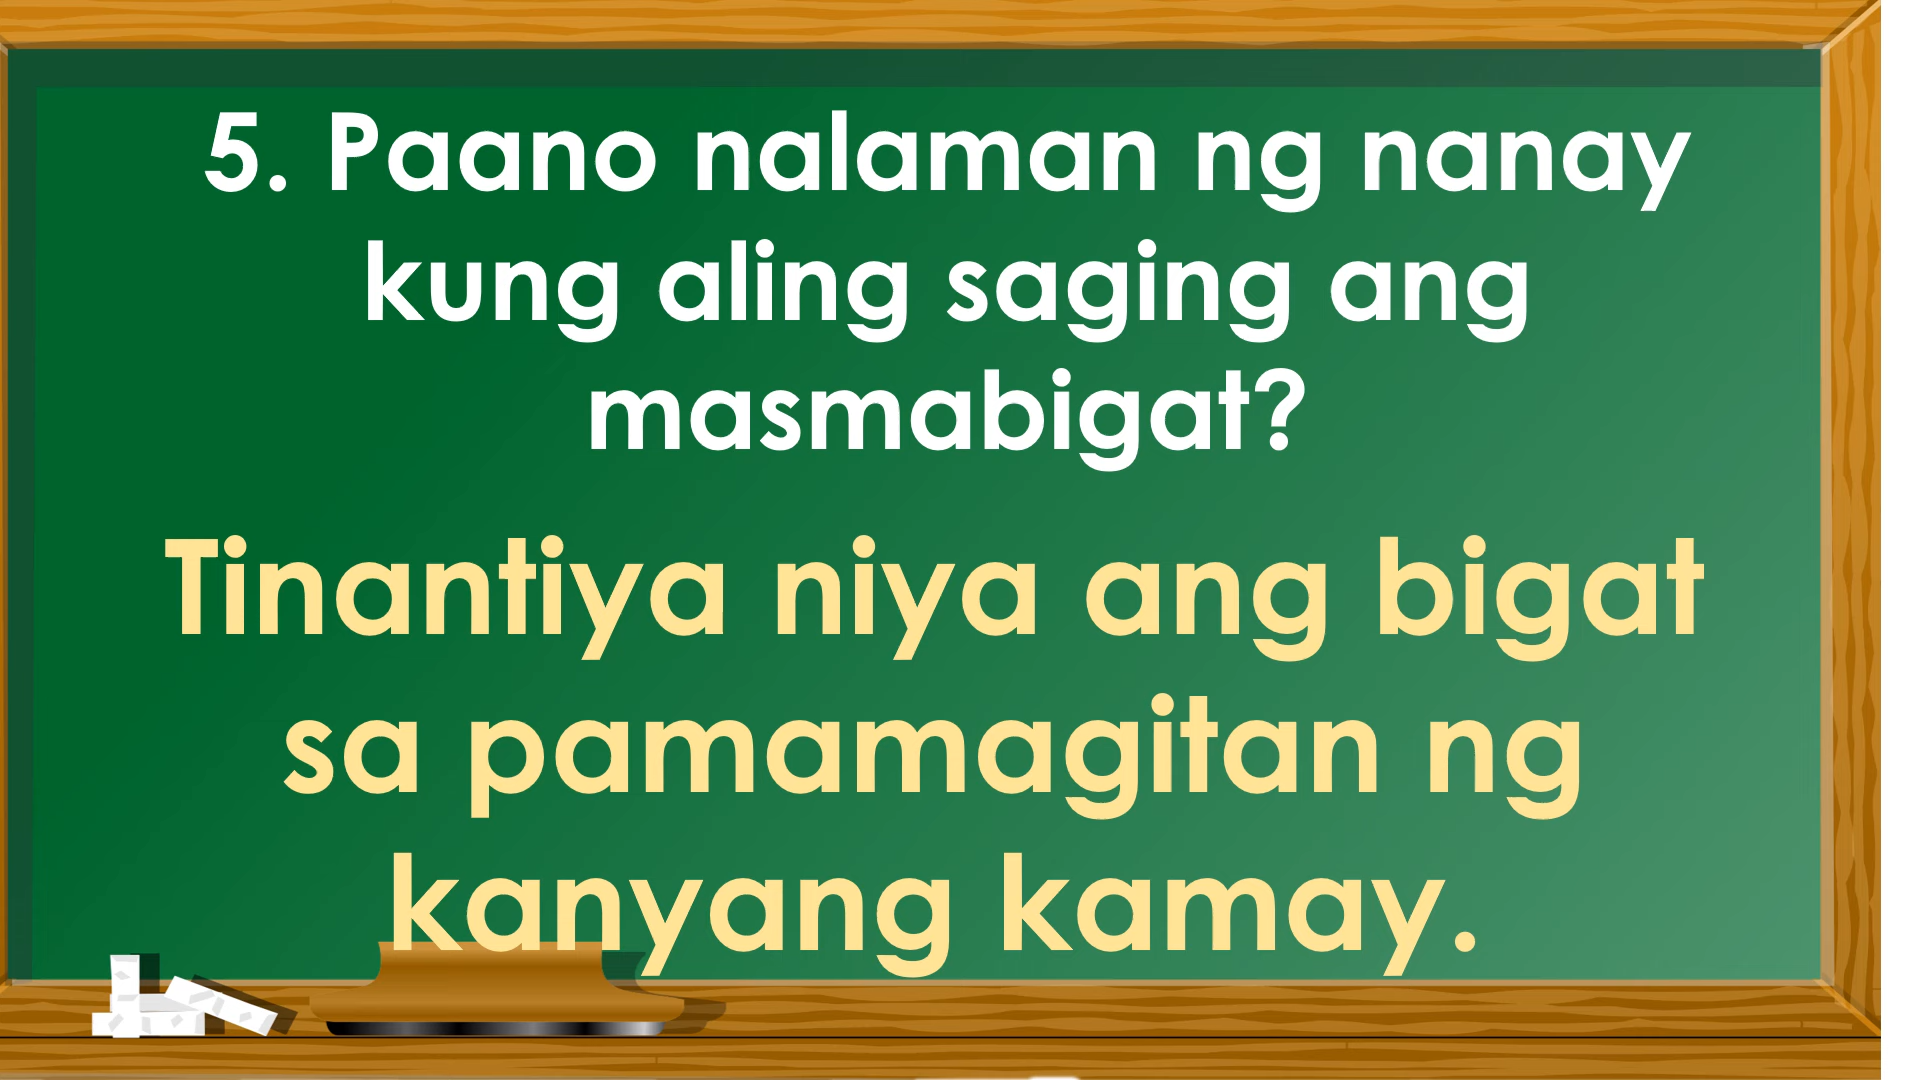 5. Paano nalaman ng nanay
kung aling saging ang
masmabigat?
Tinantiya niya ang bigat
sa pamamagitan ng
kanyang kamay.